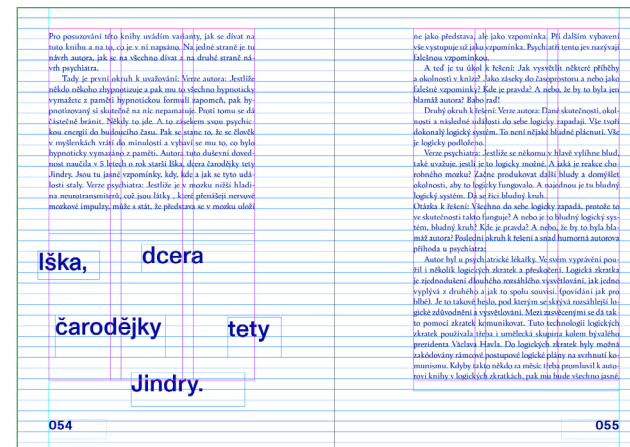 Pro posuzování této knihy uvádím varianty, jak se dívat na
tuto knihu a na to, co je v ní napsáno. Na jedné straně je tu
návrh autora, jak se na všechno dívat a na druhé straně ná-
vrh psychiatra.
Tady je první okruh k uvažování: Verze autora: Jestliže
někdo někoho zhypnotizuje a pak mu to všechno hypnoticky
vymažete z paměti hypnotickou formulí zapomeň, pak hy-
pnotizovaný si skutečně na nic nepamatuje. Proti tomu se dá
částečně bránit. Někdy to jde. A to zásekem svou psychic-
kou energií do budoucího času. Pak se stane to, že se člověk
v myšlenkách vrátí do minulosti a vybaví se mu to, co bylo
hypnoticky vymazáno z paměti. Autora tuto duševní doved-
nost naučila v 5 letech o rok starší Iška, dcera čarodějky tety
Jindry. Jsou tu jasné vzpomínky, kdy, kde a jak se tyto udá-
losti staly. Verze psychiatra: Jestliže je v mozku nižší hladi-
na neurotransmiterů, což jsou látky , které přenášejí nervové
mozkové impulzy, může s stát, že představa se v mozku uloží
Iška,
dcera
čarodějky
tety
Jindry.
054
ne jako představa, ale jako vzpomínka. Při dalším vybavení
vše vystupuje už jako vzpomínka. Psychiatři tento jev nazývají
falešnou vzpomínkou.
A teď je tu úkol k řešení: Jak vysvětlit některé příběhy
a okolnosti v knize? Jako záseky do časoprostoru a nebo jako
falešné vzpomínky? Kde je pravda? A nebo, že by to byla jen
blamáž autora? Babo raď!
Druhý okruh k řešení: Verze autora: Dané skutečnosti, okol-
nosti a následné události do sebe logicky zapadají. Vše tvoří
dokonalý logický systém. To není nějaké bludné plácnutí. Vše
je logicky podloženo.
Verze psychiatra: Jestliže se někomu v hlavě vylíhne blud,
také uvažuje, jestli je to logicky možné. A jaká je reakce cho-
robného mozku? Začne produkovat další bludy a domýšlet
okolnosti, aby to logicky fungovalo. A najednou je tu bludný
logický systém. Dá se říci bludný kruh.
Otázka k řešení: Všechno do sebe logicky zapadá, protože to
ve skutečnosti takto funguje? A nebo je to bludný logický sys-
tém, bludný kruh? Kde je pravda? A nebo, že by to byla bla-
máž autora? Poslední okruh k řešení a snad humorná autorova
příhoda u psychiatra:
Autor byl u psychiatrické lékařky. Ve svém vyprávění pou-
žil i několik logických zkratek a přeskočení. Logická zkratka
je zjednodušení dlouhého rozsáhlého vysvětlování, jak jedno
vyplývá z druhého a jak to spolu souvisí. (povídání jak pro
blbé). Je to takové heslo, pod kterým se skrývá rozsáhlejší lo-
gické zdůvodnění a vysvětlování. Mezi zasvěcenými se dá tak-
to pomocí zkratek komunikovat. Tuto technologii logických
zkratek používala třeba i umělecká skupina kolem bývalého
prezidenta Václava Havla. Do logických zkratek byly možná
zakódovány rámcové postupové logické plány na svrhnutí ko-
munismu. Kdyby takto někdo za měsíc třeba promluvil k auto-
rovi knihy v logických zkratkách, pak mu bude všechno jasné.
055